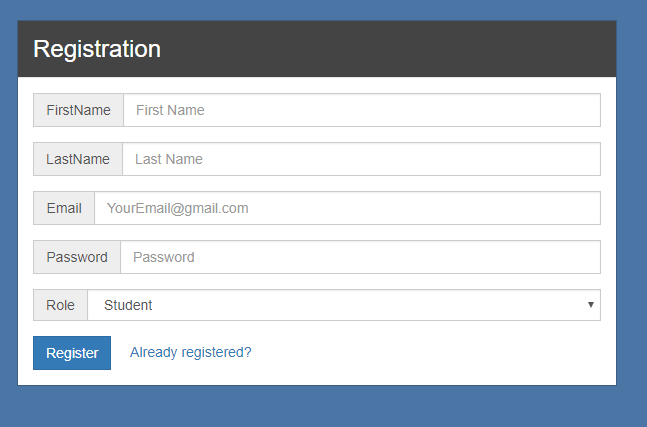 Registration
FirstName First Name
LastName Last Name
Email YourEmail@gmail.com
Password Password
Role Student
Register Already registered?